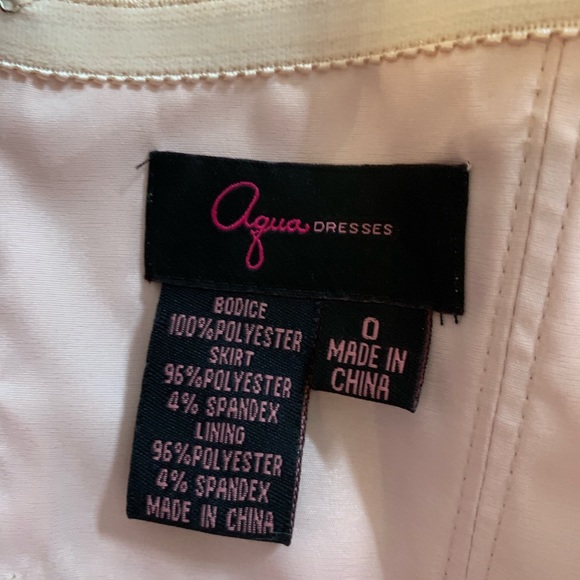 Aqua DRESSES
BODICE
100%POLYESTER
SKIRT
96%POLYESTER
4% SPANDEX
LINING
96%POLYESTER
4% SPANDEX
MADE IN CHINA
0
MADE IN
CHINA